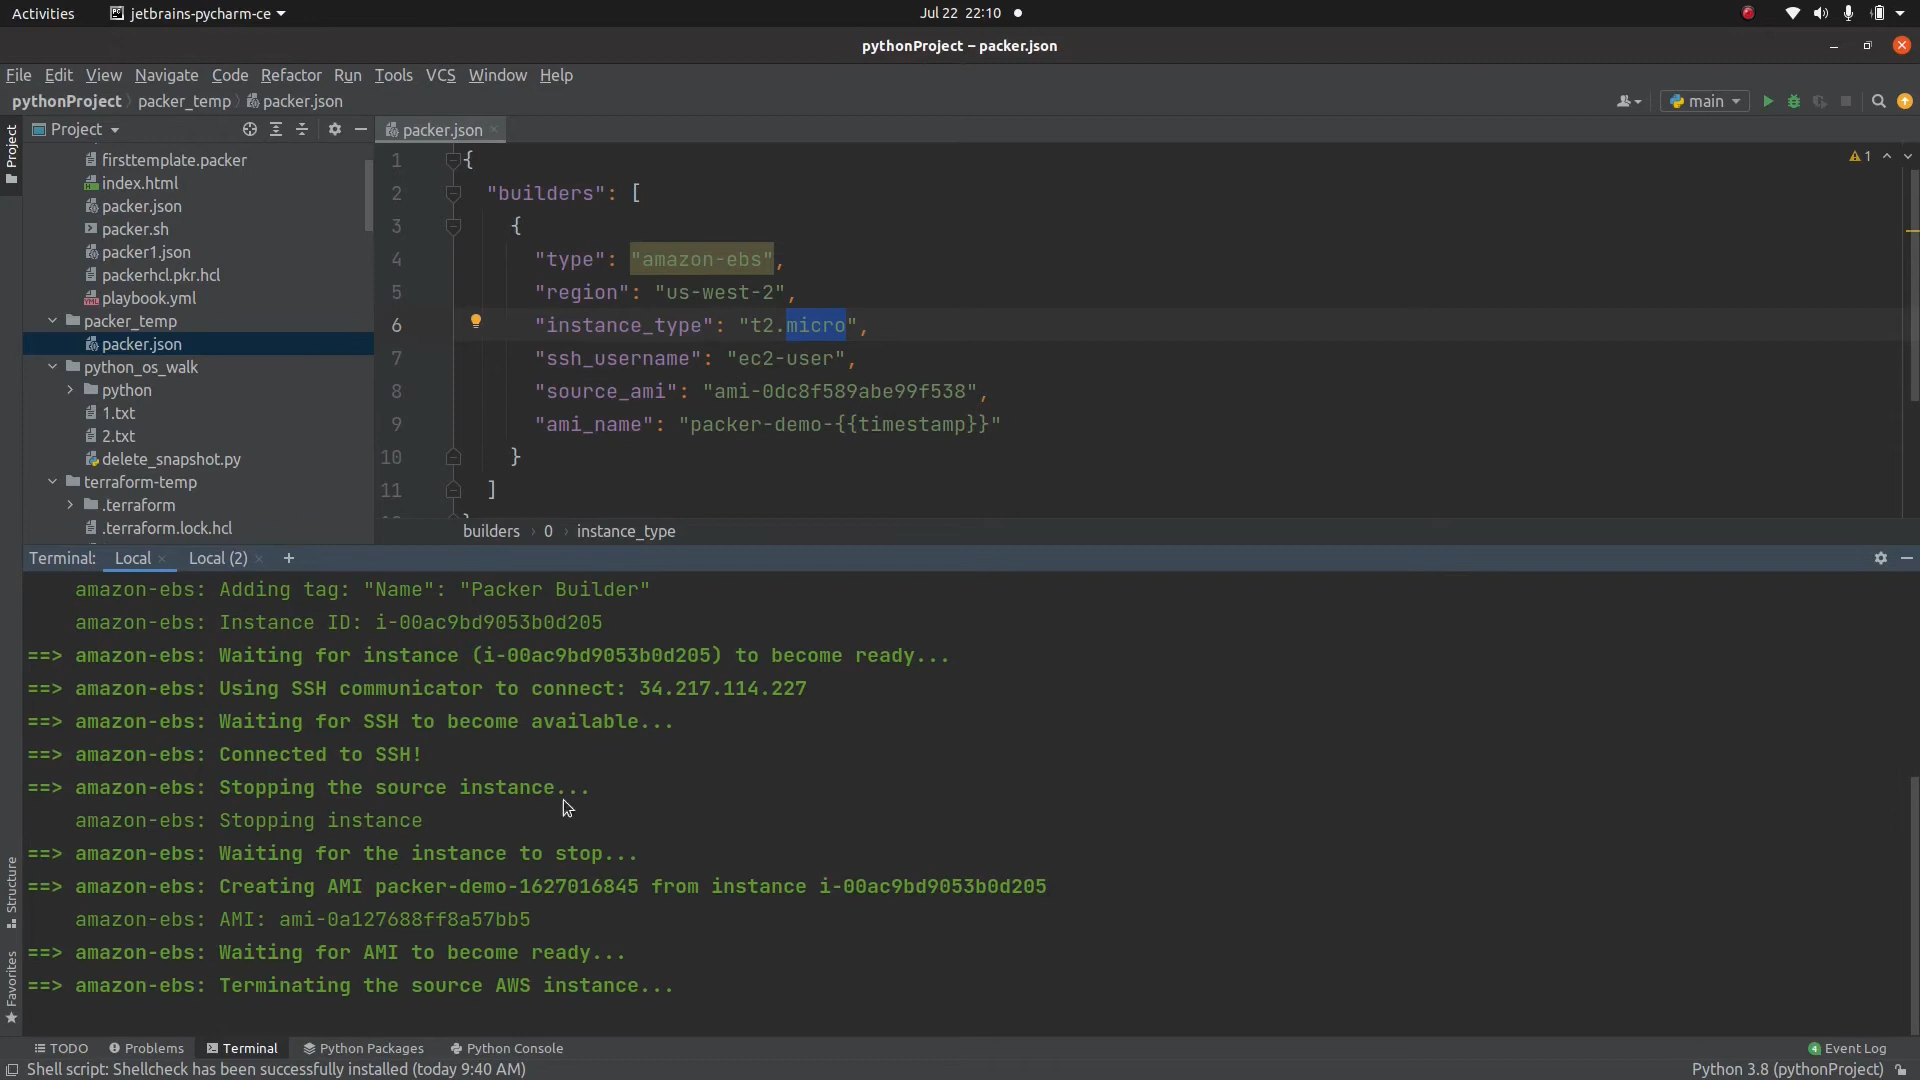 Activities jetbrains-pycharm-ce Jul 22 22:10
pythonProject – packer.json
File Edit View Navigate Code Refactor Run Tools VCS Window Help
pythonProject packer_temp packer.json main
Project packer.json
Project
firsttemplate.packer
index.html
packer.json
packer.sh
packer1.json
packerhcl.pkr.hcl
playbook.yml
packer_temp
packer.json
python_os_walk
python
1.txt
2.txt
delete_snapshot.py
terraform-temp
.terraform
.terraform.lock.hcl
1 {
2 "builders": [
3 {
4 "type": "amazon-ebs",
5 "region": "us-west-2",
6 "instance_type": "t2.micro",
7 "ssh_username": "ec2-user",
8 "source_ami": "ami-0dc8f589abe99f538",
9 "ami_name": "packer-demo-{{timestamp}}"
10 }
11 ]
1
builders 0 instance_type
Terminal: Local Local (2) +
amazon-ebs: Adding tag: "Name": "Packer Builder"
amazon-ebs: Instance ID: i-00ac9bd9053b0d205
==> amazon-ebs: Waiting for instance (i-00ac9bd9053b0d205) to become ready...
==> amazon-ebs: Using SSH communicator to connect: 34.217.114.227
==> amazon-ebs: Waiting for SSH to become available...
==> amazon-ebs: Connected to SSH!
==> amazon-ebs: Stopping the source instance...
amazon-ebs: Stopping instance
==> amazon-ebs: Waiting for the instance to stop...
==> amazon-ebs: Creating AMI packer-demo-1627016845 from instance i-00ac9bd9053b0d205
amazon-ebs: AMI: ami-0a127688ff8a57bb5
==> amazon-ebs: Waiting for AMI to become ready...
==> amazon-ebs: Terminating the source AWS instance...
Structure
Favorites
TODO Problems Terminal Python Packages Python Console 4 Event Log
Shell script: Shellcheck has been successfully installed (today 9:40 AM) Python 3.8 (pythonProject)